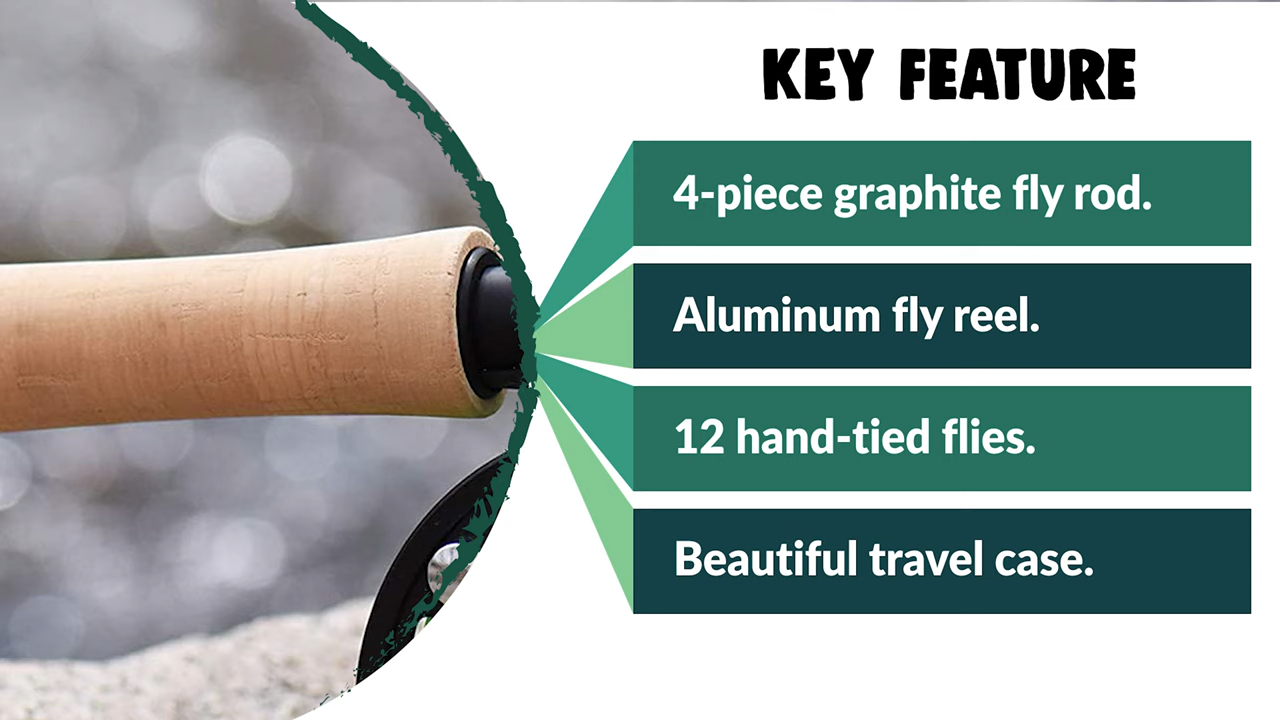 KEY FEATURE
4-piece graphite fly rod.
Aluminum fly reel.
12 hand-tied flies.
Beautiful travel case.